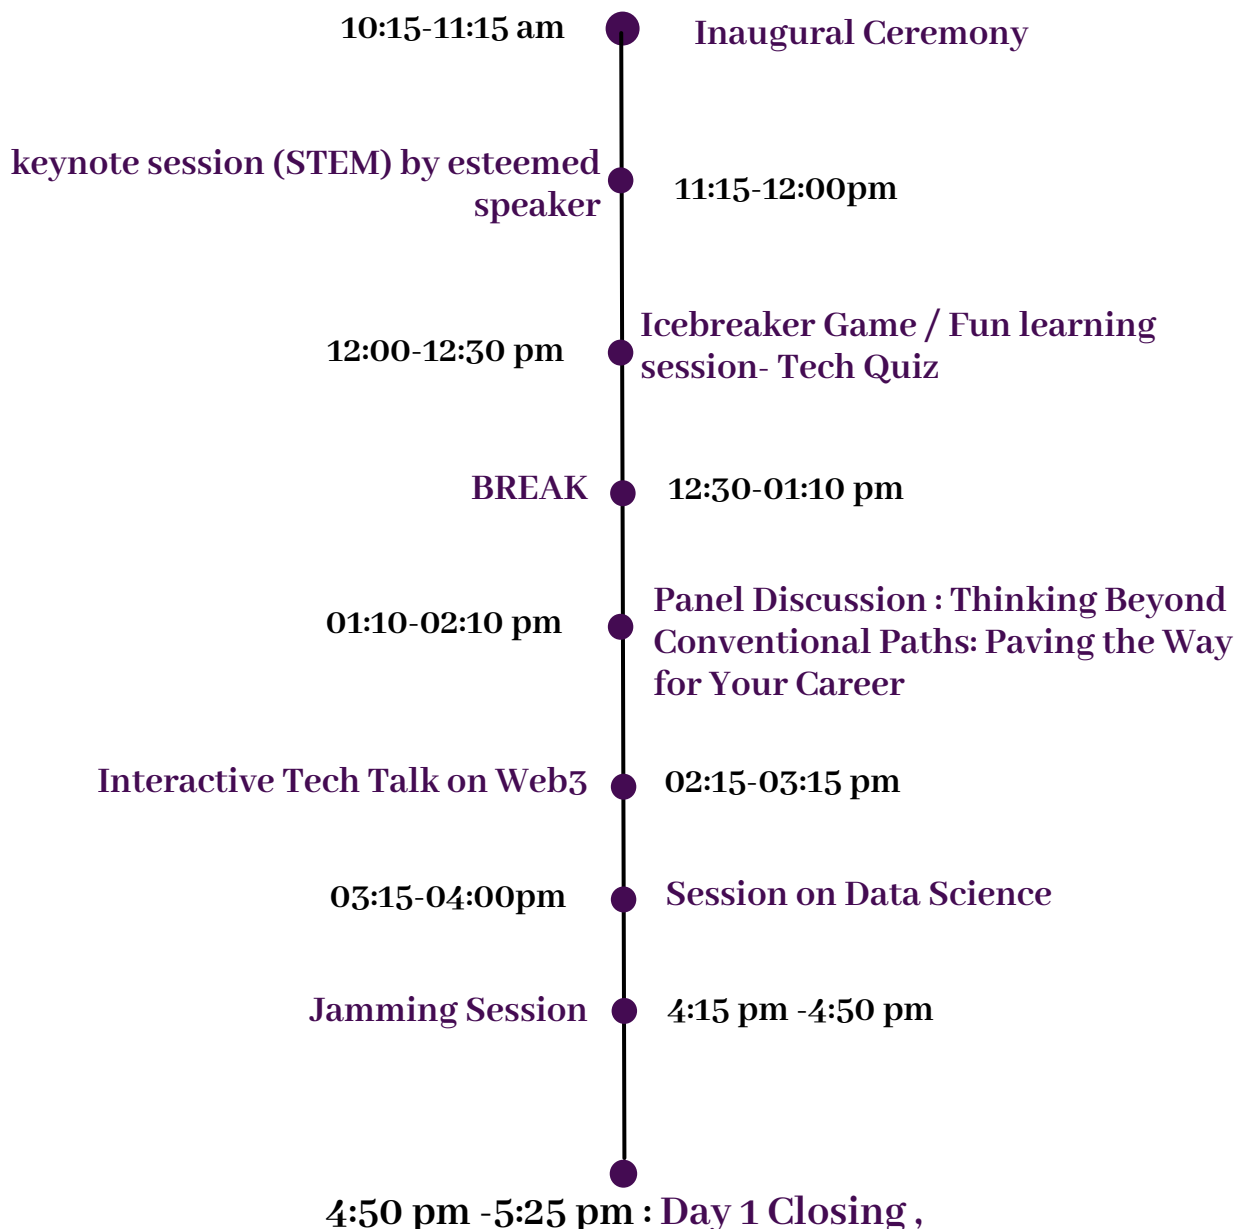 10:15-11:15 am
Inaugural Ceremony
keynote session (STEM) by esteemed
speaker
11:15-12:00pm
12:00-12:30 pm
Icebreaker Game / Fun learning
session- Tech Quiz
BREAK
12:30-01:10 pm
01:10-02:10 pm
Panel Discussion : Thinking Beyond
Conventional Paths: Paving the Way
for Your Career
Interactive Tech Talk on Web3
02:15-03:15 pm
03:15-04:00pm
Session on Data Science
Jamming Session
4:15 pm -4:50 pm
4:50 pm -5:25 pm : Day 1 Closing ,